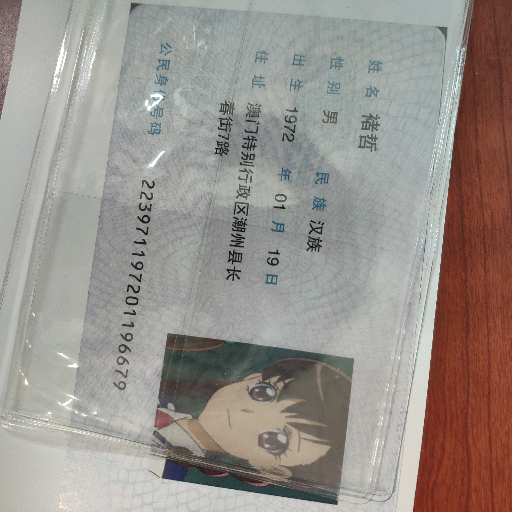 姓名 褚哲
性别 男 民族 汉族
出生 1972 年 01 月 19 日
住址 澳门特别行政区潮州县长
春街7路
公民身份号码 223971197201196679